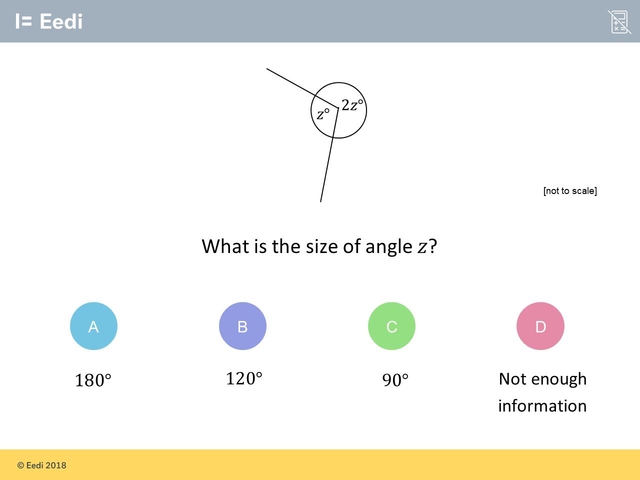 Eedi
z° 2z°
[not to scale]
What is the size of angle z?
A B C D
180° 120° 90° Not enough
information
© Eedi 2018